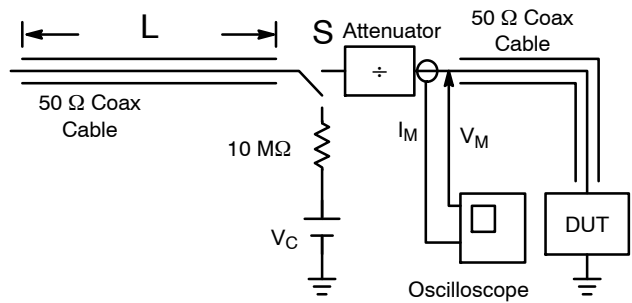 L
S
Attenuator
50 Ω Coax
Cable
÷
50 Ω Coax
Cable
I_M
V_M
10 MΩ
V_C
DUT
Oscilloscope